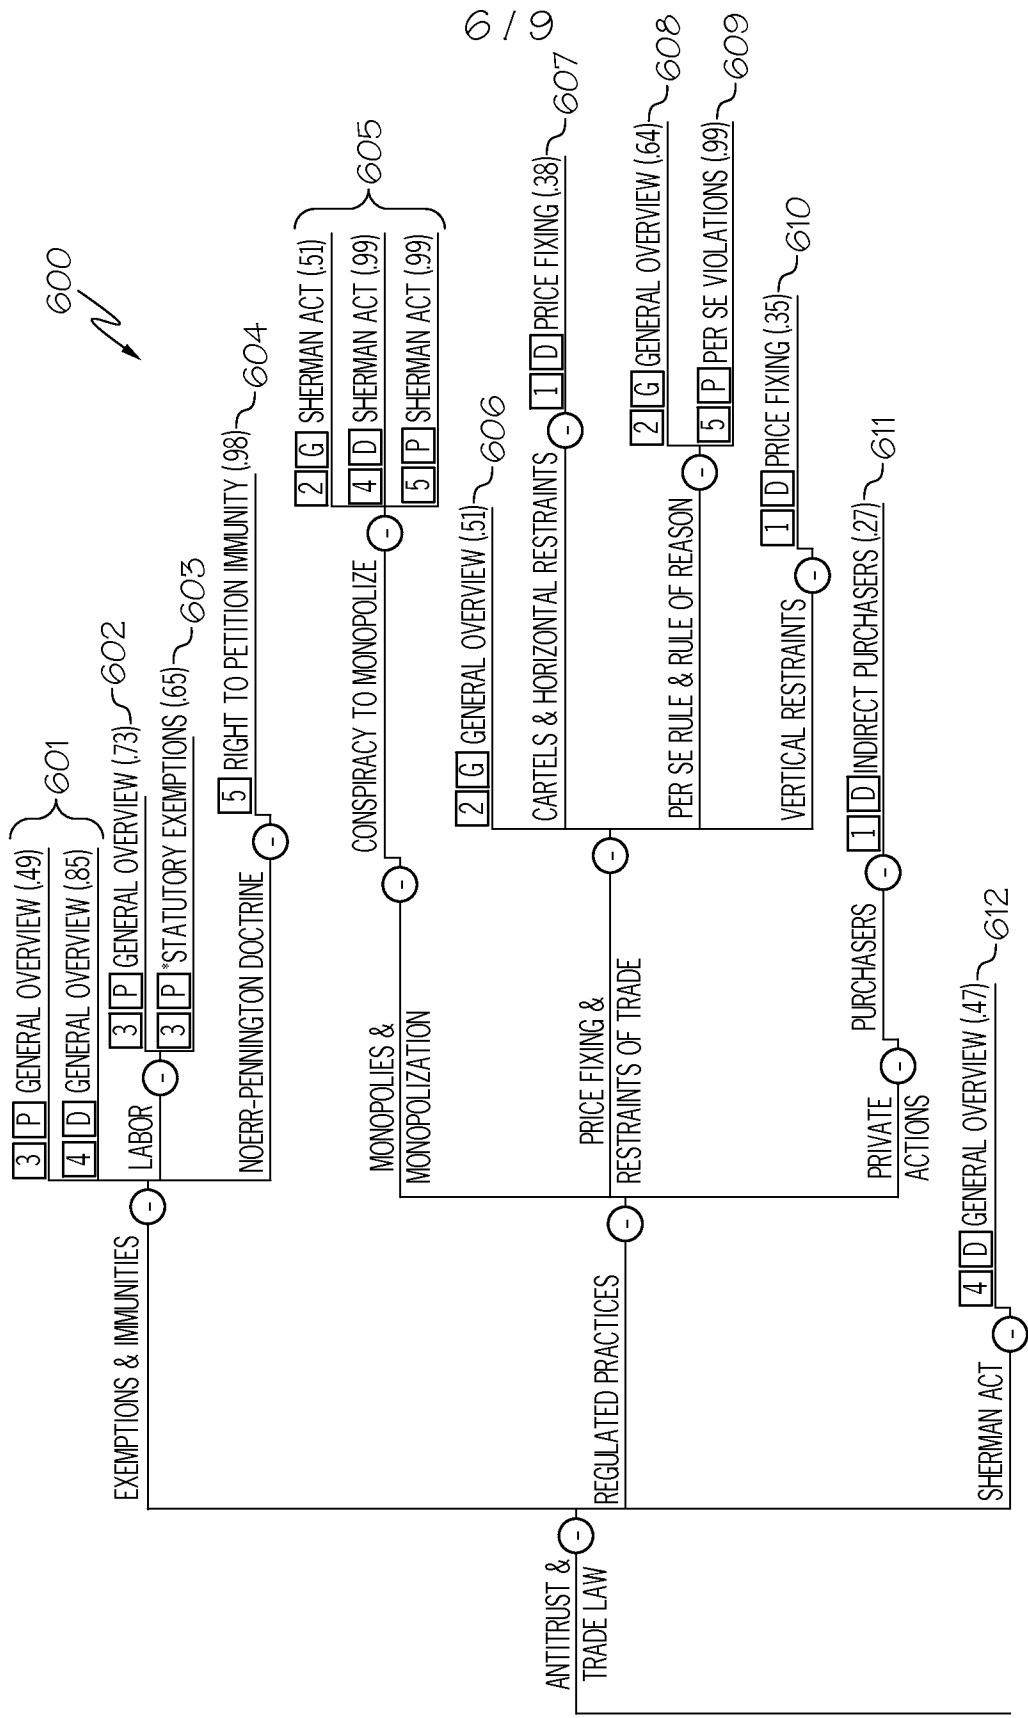 6 / 9
600
ANTITRUST &
TRADE LAW
EXEMPTIONS & IMMUNITIES
3 P GENERAL OVERVIEW (.49)
4 D GENERAL OVERVIEW (.85)
601
LABOR
3 P GENERAL OVERVIEW (.73)
602
3 P *STATUTORY EXEMPTIONS (.65)
603
NOERR-PENNINGTON DOCTRINE
5 RIGHT TO PETITION IMMUNITY (.98)
604
REGULATED PRACTICES
MONOPOLIES &
MONOPOLIZATION
CONSPIRACY TO MONOPOLIZE
2 G SHERMAN ACT (.51)
4 D SHERMAN ACT (.99)
5 P SHERMAN ACT (.99)
605
PRICE FIXING &
RESTRAINTS OF TRADE
2 G GENERAL OVERVIEW (.51)
606
CARTELS & HORIZONTAL RESTRAINTS
1 D PRICE FIXING (.38)
607
PER SE RULE & RULE OF REASON
2 G GENERAL OVERVIEW (.64)
608
5 P PER SE VIOLATIONS (.99)
609
VERTICAL RESTRAINTS
1 D PRICE FIXING (.35)
610
PRIVATE
ACTIONS
PURCHASERS
1 D INDIRECT PURCHASERS (.27)
611
SHERMAN ACT
4 D GENERAL OVERVIEW (.47)
612